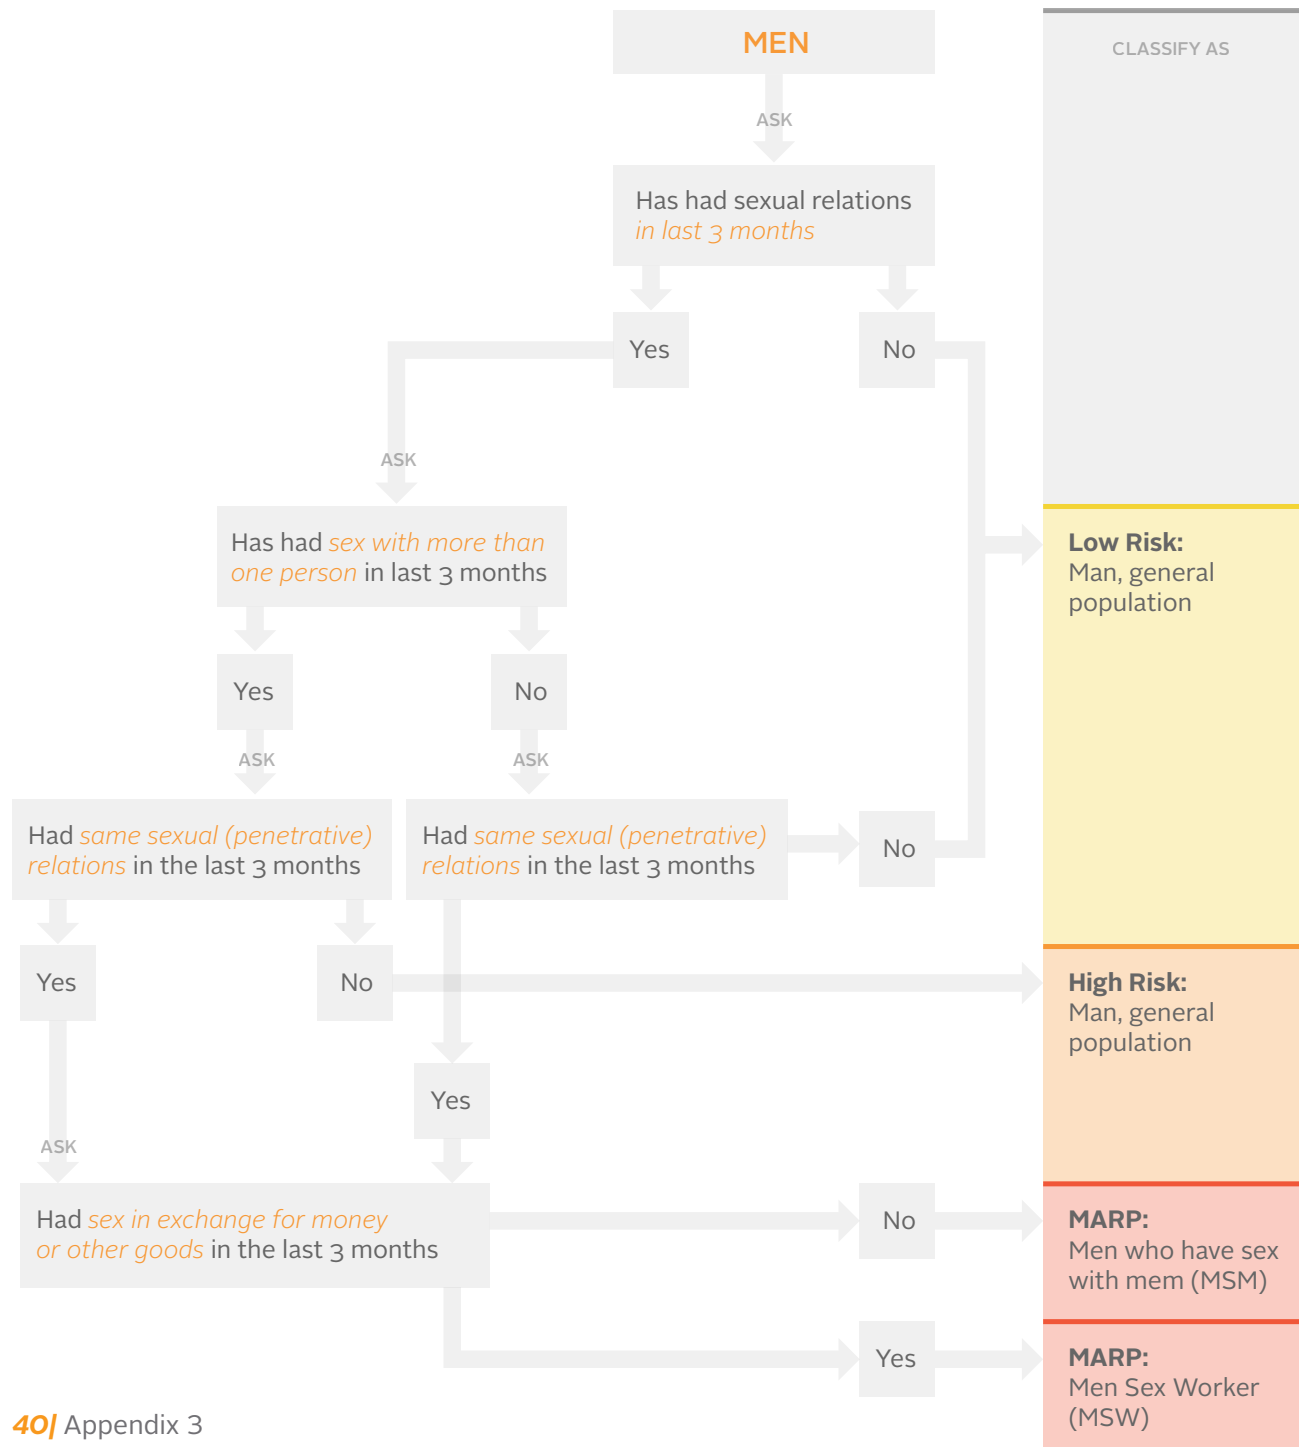 MEN
CLASSIFY AS
ASK
Has had sexual relations
in last 3 months
Yes
No
ASK
Has had sex with more than
one person in last 3 months
Low Risk:
Man, general
population
Yes
No
ASK
ASK
Had same sexual (penetrative)
relations in the last 3 months
Had same sexual (penetrative)
relations in the last 3 months
No
Yes
No
High Risk:
Man, general
population
Yes
ASK
Had sex in exchange for money
or other goods in the last 3 months
No
MARP:
Men who have sex
with mem (MSM)
Yes
MARP:
Men Sex Worker
(MSW)
40| Appendix 3